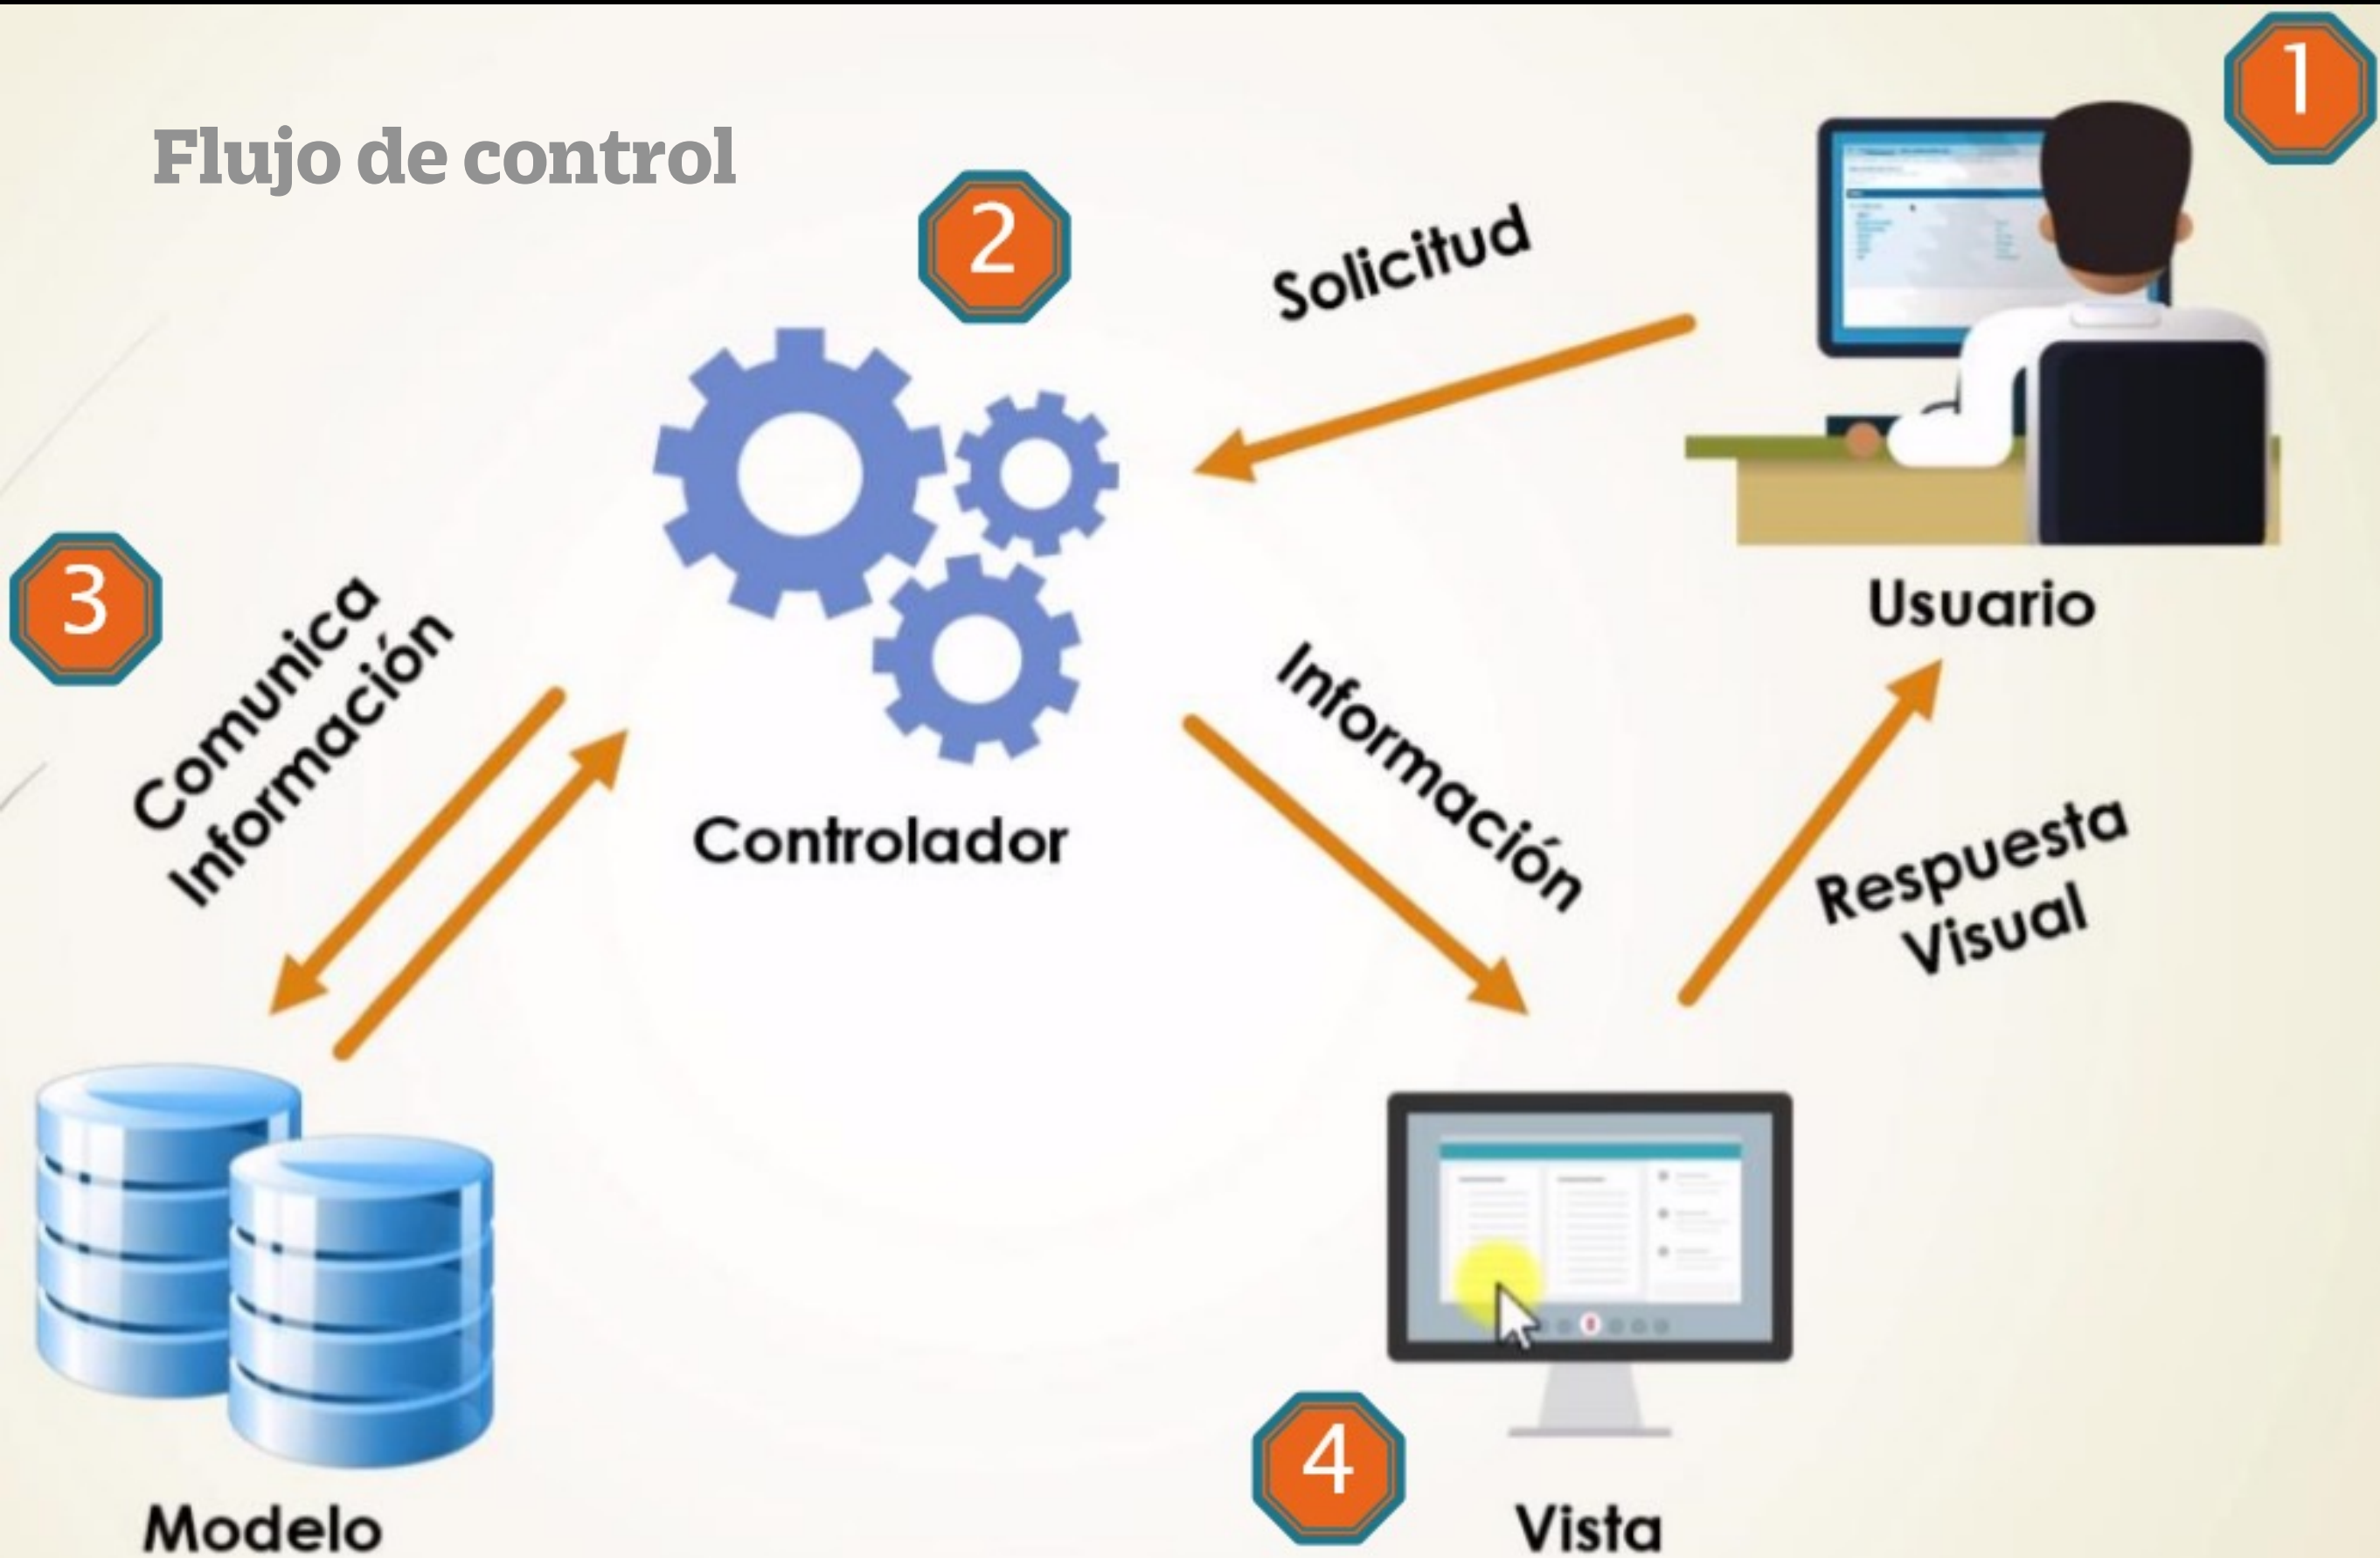 Flujo de control
1
2
Solicitud
Usuario
3
Comunica
Información
Controlador
Información
Respuesta
Visual
Modelo
4
Vista